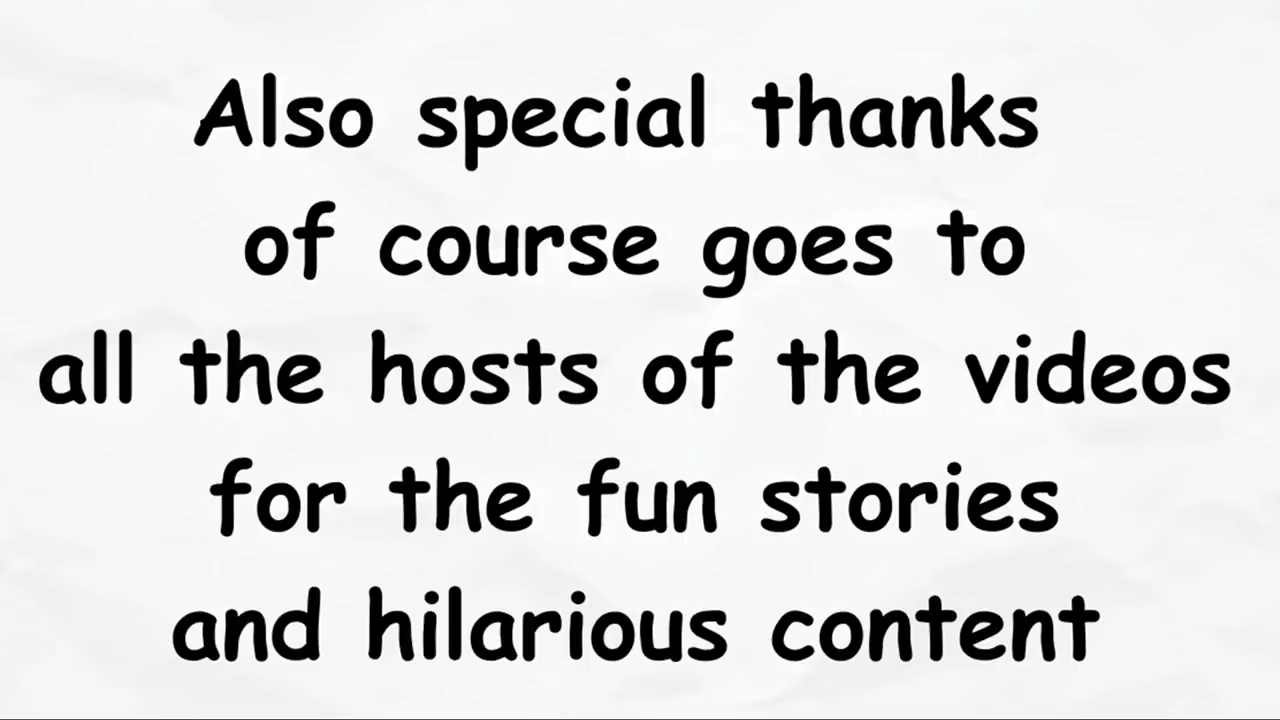 Also special thanks
of course goes to
all the hosts of the videos
for the fun stories
and hilarious content